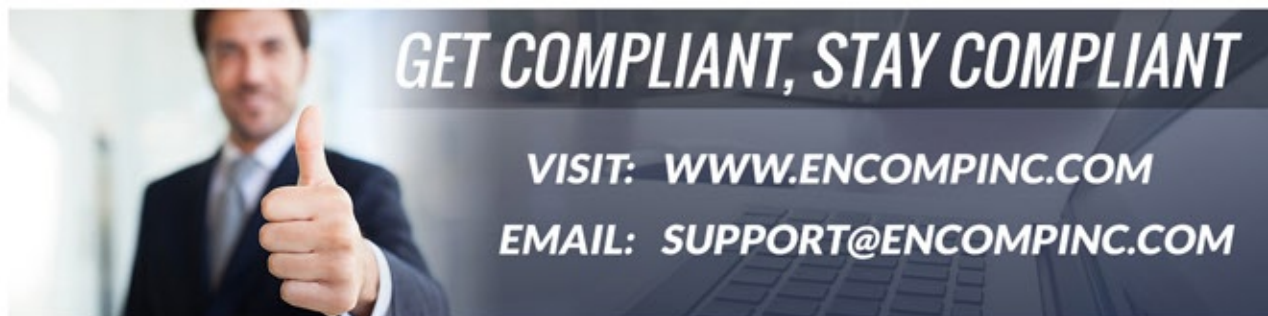 GET COMPLIANT, STAY COMPLIANT
VISIT: WWW.ENCOMPINC.COM
EMAIL: SUPPORT@ENCOMPINC.COM